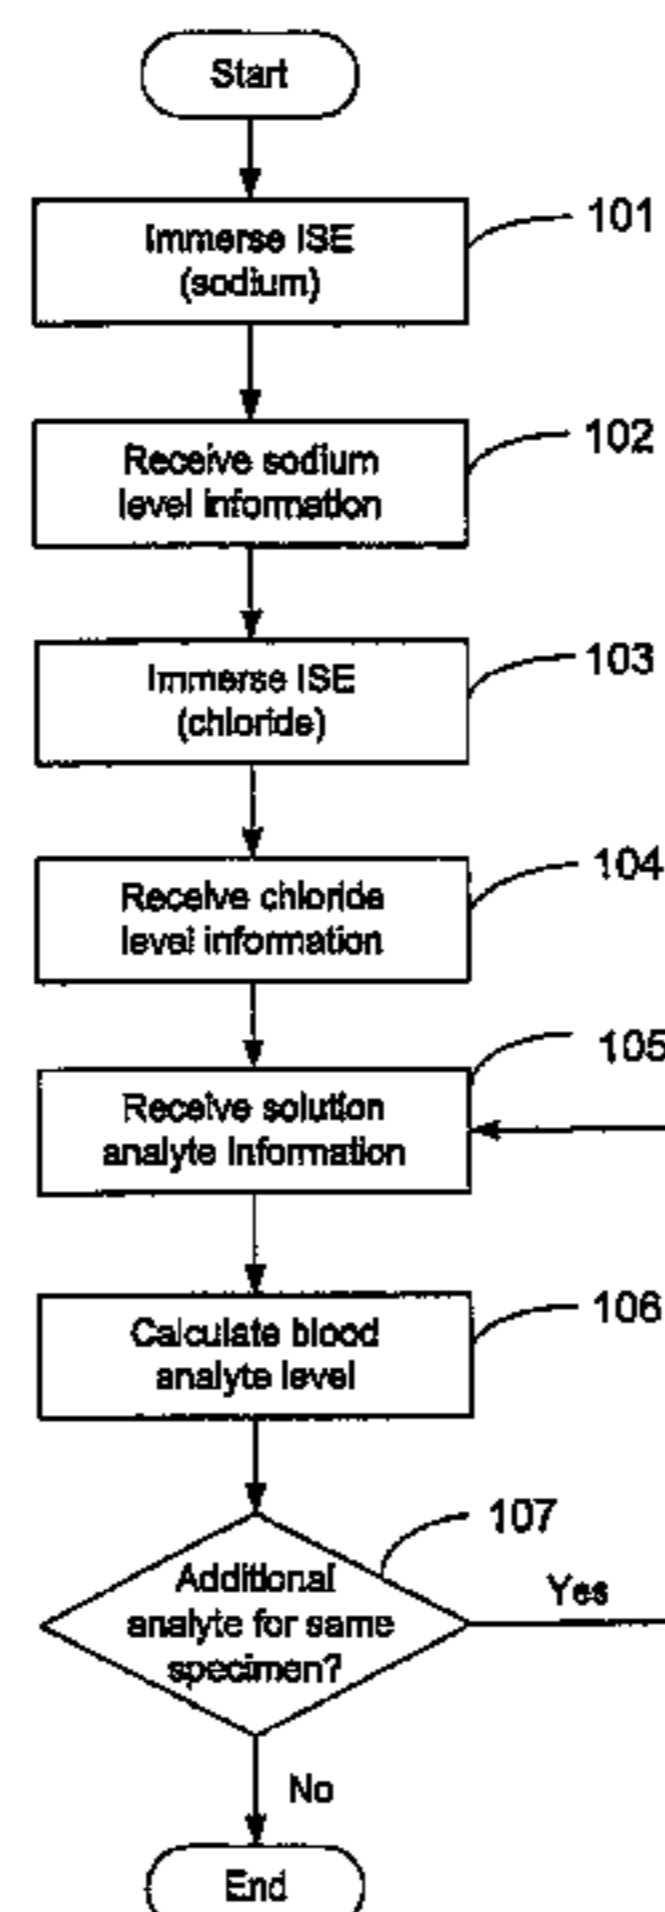 Start
Immerse ISE
(sodium)
101
Receive sodium
level information
102
Immerse ISE
(chloride)
103
Receive chloride
level information
104
Receive solution
analyte Information
105
Calculate blood
analyte level
106
Additional
analyte for same
specimen?
107
Yes
No
End